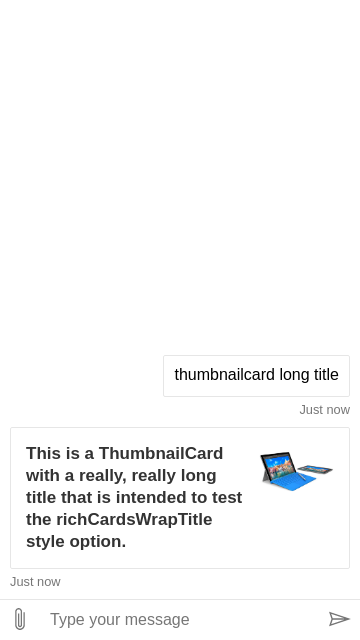 thumbnailcard long title
Just now
This is a ThumbnailCard
with a really, really long
title that is intended to test
the richCardsWrapTitle
style option.
Just now
Type your message